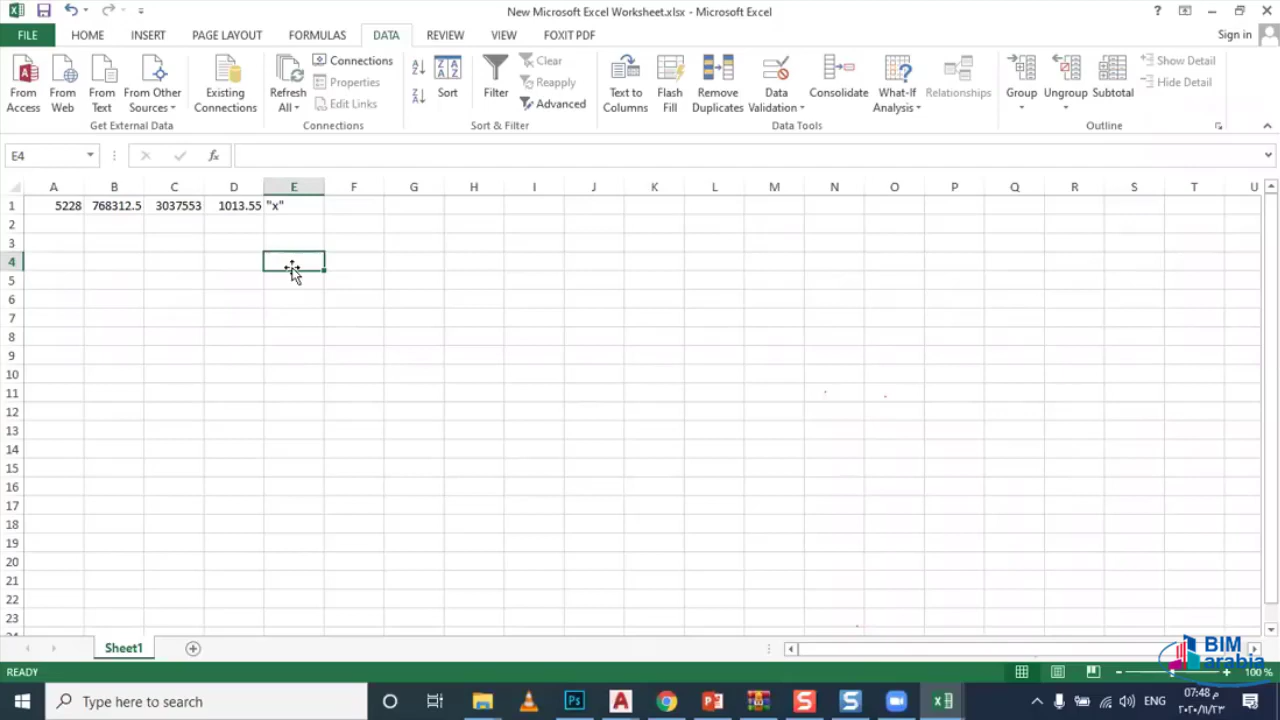 New Microsoft Excel Worksheet.xlsx - Microsoft Excel
?
FILE HOME INSERT PAGE LAYOUT FORMULAS DATA REVIEW VIEW FOXIT PDF Sign in
From Access
From Web
From Text
From Other Sources
Existing Connections
Get External Data
Refresh All
Connections
Properties
Edit Links
Connections
Sort
Filter
Clear
Reapply
Advanced
Sort & Filter
Text to Columns
Flash Fill
Remove Duplicates
Data Validation
Consolidate
What-If Analysis
Relationships
Data Tools
Group
Ungroup
Subtotal
Show Detail
Hide Detail
Outline
E4 fx
A B C D E F G H I J K L M N O P Q R S T U
1 5228 768312.5 3037553 1013.55 "x"
2
3
4
5
6
7
8
9
10
11
12
13
14
15
16
17
18
19
20
21
22
23
Sheet1
BIM
arabia
READY 100 %
Type here to search
ENG
07:48 م
٢٠٢٠/١١/٢٣